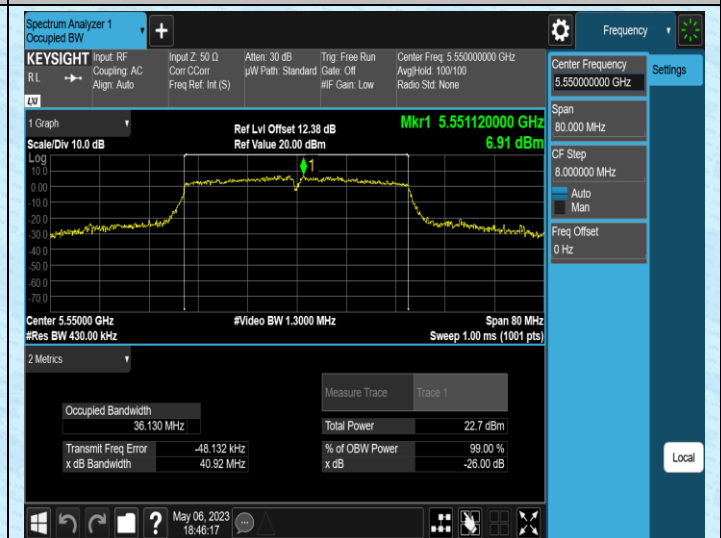 Spectrum Analyzer 1
Occupied BW
+
Frequency
KEYSIGHT
R L
LXI
Input: RF
Coupling: AC
Align: Auto
Input Z: 50 Ω
Corr CCorr
Freq Ref: Int (S)
Atten: 30 dB
µW Path: Standard
Trig: Free Run
Gate: Off
#IF Gain: Low
Center Freq: 5.550000000 GHz
Avg|Hold: 100/100
Radio Std: None
Center Frequency
5.550000000 GHz
Settings
Span
80.000 MHz
CF Step
8.000000 MHz
Auto
Man
Freq Offset
0 Hz
1 Graph
Scale/Div 10.0 dB
Ref Lvl Offset 12.38 dB
Ref Value 20.00 dBm
Mkr1 5.551120000 GHz
6.91 dBm
Log
10.0
0.00
-10.0
-20.0
-30.0
-40.0
-50.0
-60.0
-70.0
1
Center 5.55000 GHz
#Res BW 430.00 kHz
#Video BW 1.3000 MHz
Span 80 MHz
Sweep 1.00 ms (1001 pts)
2 Metrics
Measure Trace
Trace 1
Occupied Bandwidth
36.130 MHz
Total Power
22.7 dBm
Transmit Freq Error
-48.132 kHz
% of OBW Power
99.00 %
x dB Bandwidth
40.92 MHz
x dB
-26.00 dB
Local
?
May 06, 2023
18:46:17